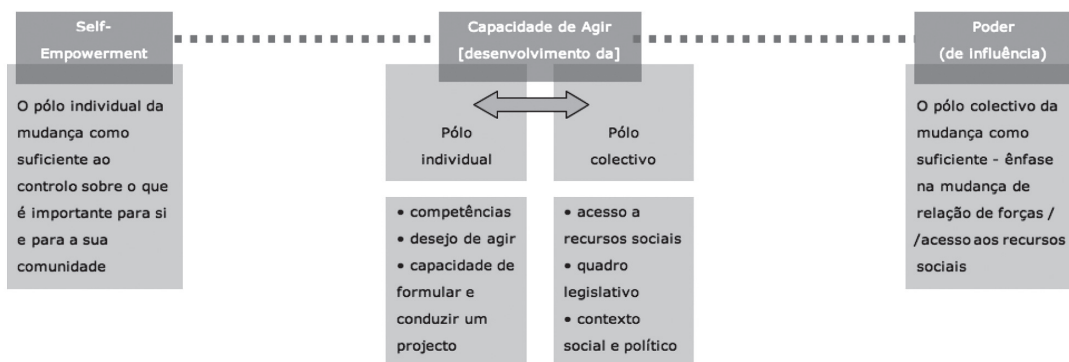 Self-
Empowerment
O pólo individual da
mudança como
suficiente ao
controlo sobre o que
é importante para si
e para a sua
comunidade
Capacidade de Agir
[desenvolvimento da]
Pólo
individual
• competências
• desejo de agir
• capacidade de
formular e
conduzir um
projecto
Pólo
colectivo
• acesso a
recursos sociais
• quadro
legislativo
• contexto
social e político
Poder
(de influência)
O pólo colectivo da
mudança como
suficiente - ênfase
na mudança de
relação de forças /
/acesso aos recursos
sociais